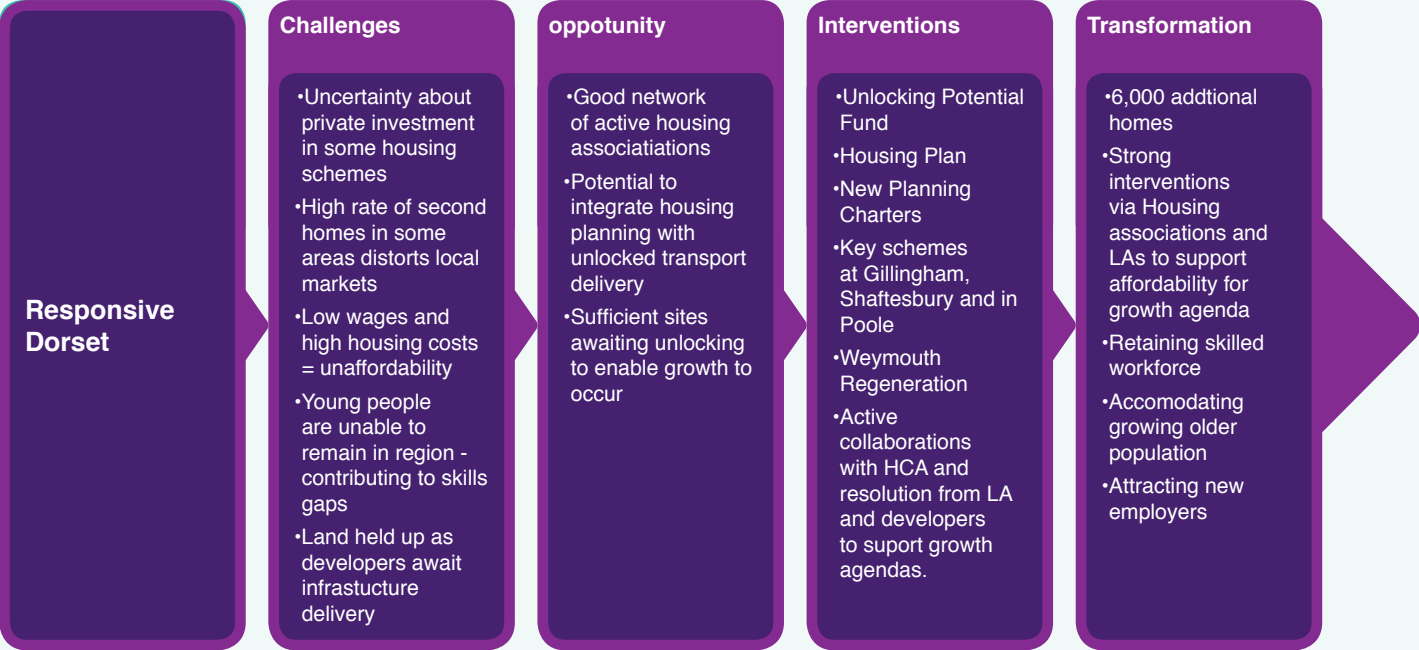 Responsive
Dorset
Challenges
•Uncertainty about
private investment
in some housing
schemes
•High rate of second
homes in some
areas distorts local
markets
•Low wages and
high housing costs
= unaffordability
•Young people
are unable to
remain in region -
contributing to skills
gaps
•Land held up as
developers await
infrastucture
delivery
oppotunity
•Good network
of active housing
associatiations
•Potential to
integrate housing
planning with
unlocked transport
delivery
•Sufficient sites
awaiting unlocking
to enable growth to
occur
Interventions
•Unlocking Potential
Fund
•Housing Plan
•New Planning
Charters
•Key schemes
at Gillingham,
Shaftesbury and in
Poole
•Weymouth
Regeneration
•Active
collaborations
with HCA and
resolution from LA
and developers
to suport growth
agendas.
Transformation
•6,000 addtional
homes
•Strong
interventions
via Housing
associations and
LAs to support
affordability for
growth agenda
•Retaining skilled
workforce
•Accomodating
growing older
population
•Attracting new
employers